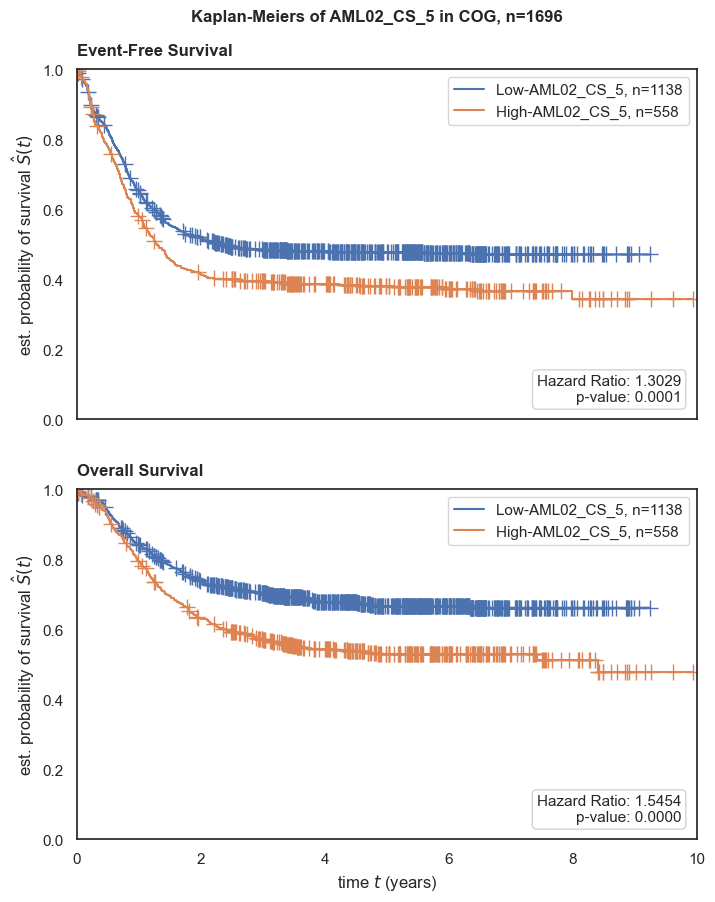 Kaplan-Meiers of AML02_CS_5 in COG, n=1696
Event-Free Survival
1.0
0.8
0.6
0.4
0.2
0.0
est. probability of survival Ŝ(t)
Low-AML02_CS_5, n=1138
High-AML02_CS_5, n=558
Hazard Ratio: 1.3029
p-value: 0.0001
Overall Survival
1.0
0.8
0.6
0.4
0.2
0.0
est. probability of survival Ŝ(t)
Low-AML02_CS_5, n=1138
High-AML02_CS_5, n=558
Hazard Ratio: 1.5454
p-value: 0.0000
0 2 4 6 8 10
time t (years)